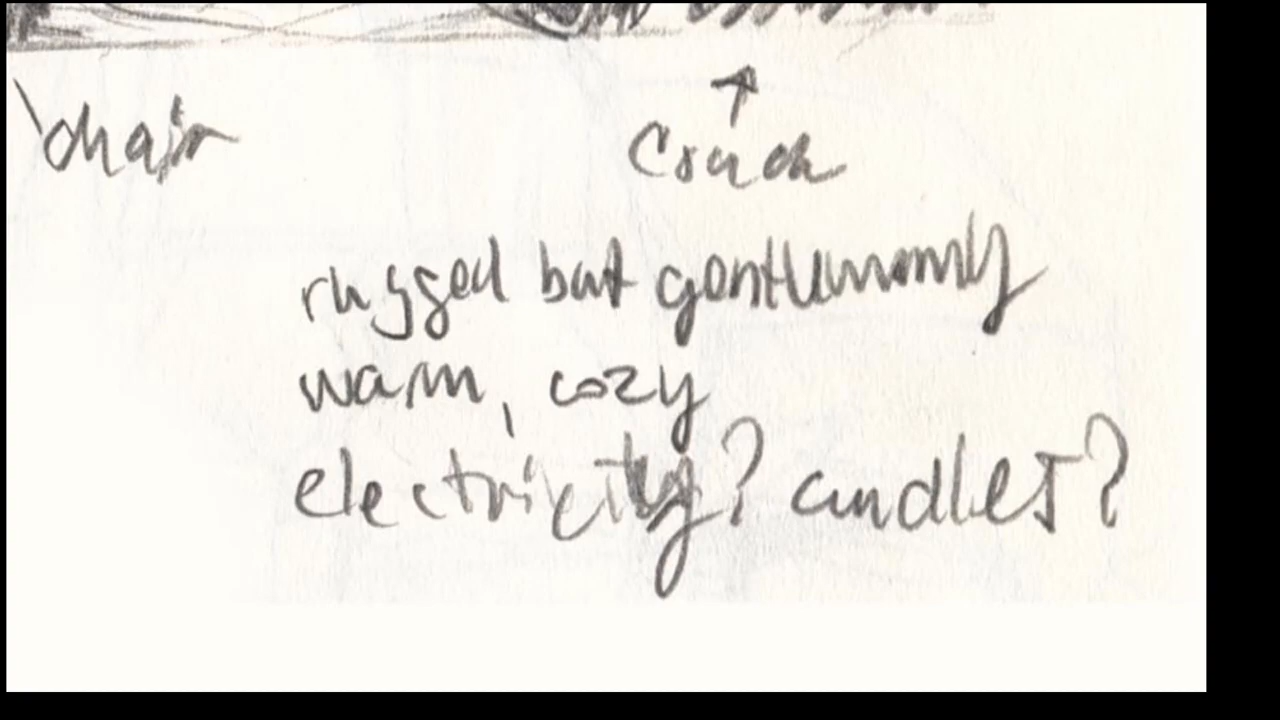 chair
couch
rugged but gentlemanly
warm, cozy
electricity? candles?